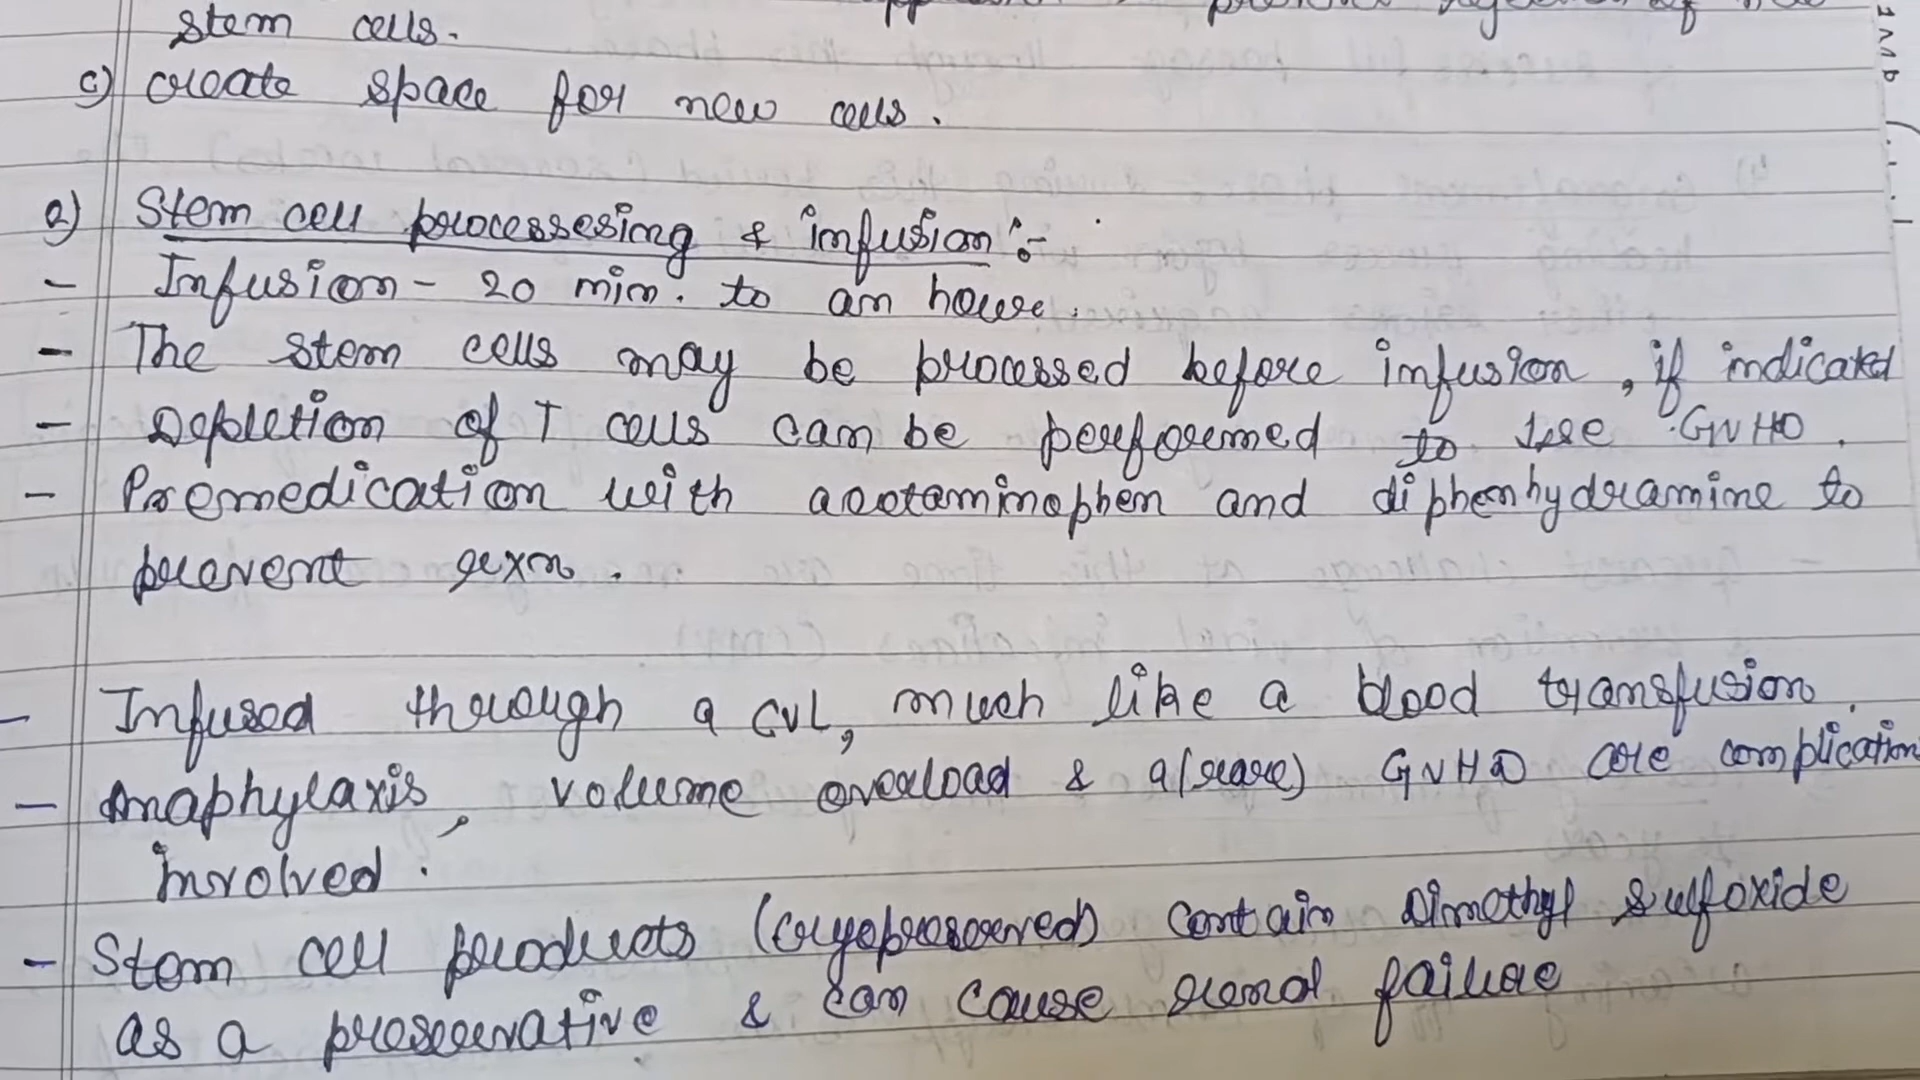 stem cells.
c) create space for new cells.
2) Stem cell processesing & infusion :-
- Infusion - 20 min. to an hour.
- The stem cells may be processed before infusion, if indicated
- Depletion of T cells can be performed to GVHD.
- Premedication with acetaminophen and diphenhydramine to
prevent rxn.
- Infused through a CVL, much like a blood transfusion.
- Anaphylaxis, volume overload & a(rare) GVHD are complication
involved.
- Stem cell products (cryopreserved) contain Dimethyl sulfoxide
as a preservative & can cause renal failure